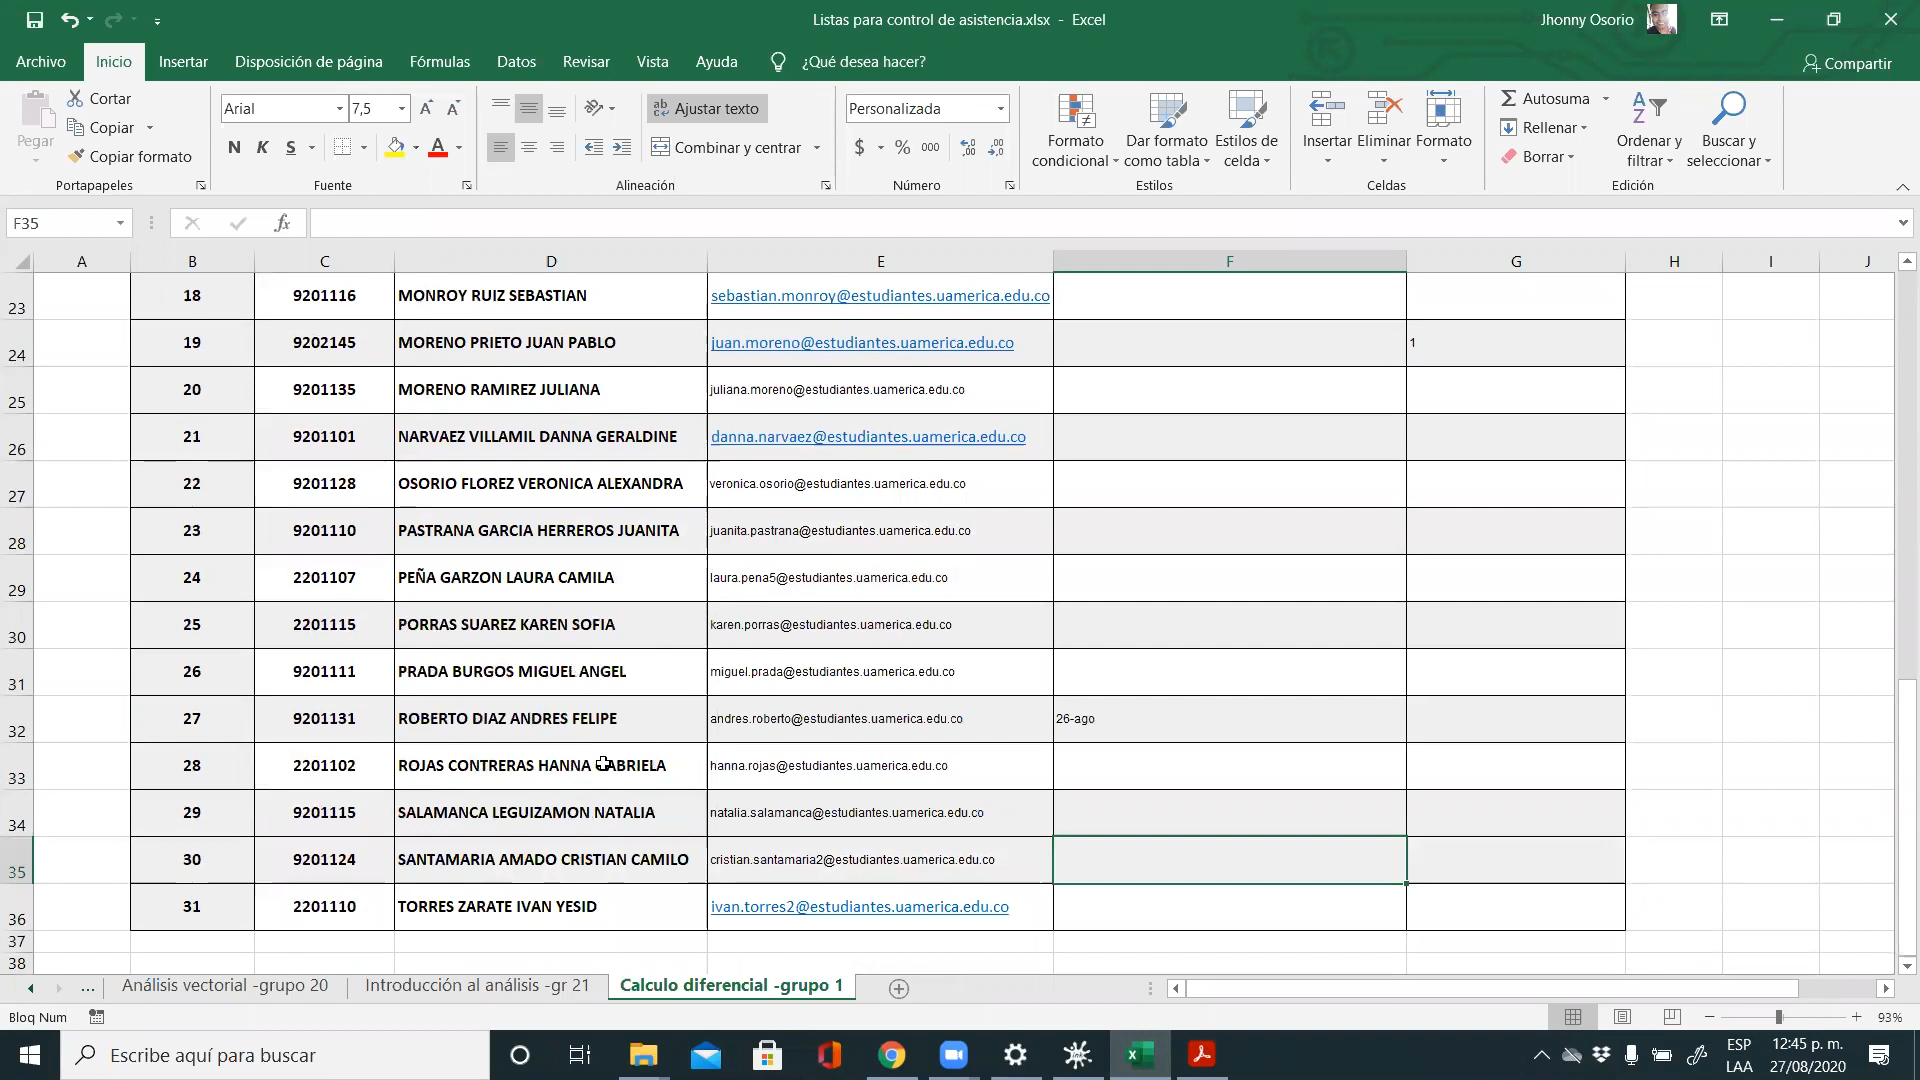 Listas para control de asistencia.xlsx - Excel
Jhonny Osorio
Archivo Inicio Insertar Disposición de página Fórmulas Datos Revisar Vista Ayuda ¿Qué desea hacer? Compartir
Pegar
Cortar
Copiar
Copiar formato
Portapapeles
Arial 7,5
N K S
Fuente
Ajustar texto
Combinar y centrar
Alineación
Personalizada
$ % 000
Número
Formato condicional
Dar formato como tabla
Estilos de celda
Estilos
Insertar Eliminar Formato
Celdas
Autosuma
Rellenar
Borrar
Ordenar y filtrar
Buscar y seleccionar
Edición
F35 fx
A B C D E F G H I J
23 18 9201116 MONROY RUIZ SEBASTIAN sebastian.monroy@estudiantes.uamerica.edu.co
24 19 9202145 MORENO PRIETO JUAN PABLO juan.moreno@estudiantes.uamerica.edu.co 1
25 20 9201135 MORENO RAMIREZ JULIANA juliana.moreno@estudiantes.uamerica.edu.co
26 21 9201101 NARVAEZ VILLAMIL DANNA GERALDINE danna.narvaez@estudiantes.uamerica.edu.co
27 22 9201128 OSORIO FLOREZ VERONICA ALEXANDRA veronica.osorio@estudiantes.uamerica.edu.co
28 23 9201110 PASTRANA GARCIA HERREROS JUANITA juanita.pastrana@estudiantes.uamerica.edu.co
29 24 2201107 PEÑA GARZON LAURA CAMILA laura.pena5@estudiantes.uamerica.edu.co
30 25 2201115 PORRAS SUAREZ KAREN SOFIA karen.porras@estudiantes.uamerica.edu.co
31 26 9201111 PRADA BURGOS MIGUEL ANGEL miguel.prada@estudiantes.uamerica.edu.co
32 27 9201131 ROBERTO DIAZ ANDRES FELIPE andres.roberto@estudiantes.uamerica.edu.co 26-ago
33 28 2201102 ROJAS CONTRERAS HANNA GABRIELA hanna.rojas@estudiantes.uamerica.edu.co
34 29 9201115 SALAMANCA LEGUIZAMON NATALIA natalia.salamanca@estudiantes.uamerica.edu.co
35 30 9201124 SANTAMARIA AMADO CRISTIAN CAMILO cristian.santamaria2@estudiantes.uamerica.edu.co
36 31 2201110 TORRES ZARATE IVAN YESID ivan.torres2@estudiantes.uamerica.edu.co
37
38
... Análisis vectorial -grupo 20 Introducción al análisis -gr 21 Calculo diferencial -grupo 1
Bloq Num 93%
Escribe aquí para buscar
ESP
LAA
12:45 p. m.
27/08/2020